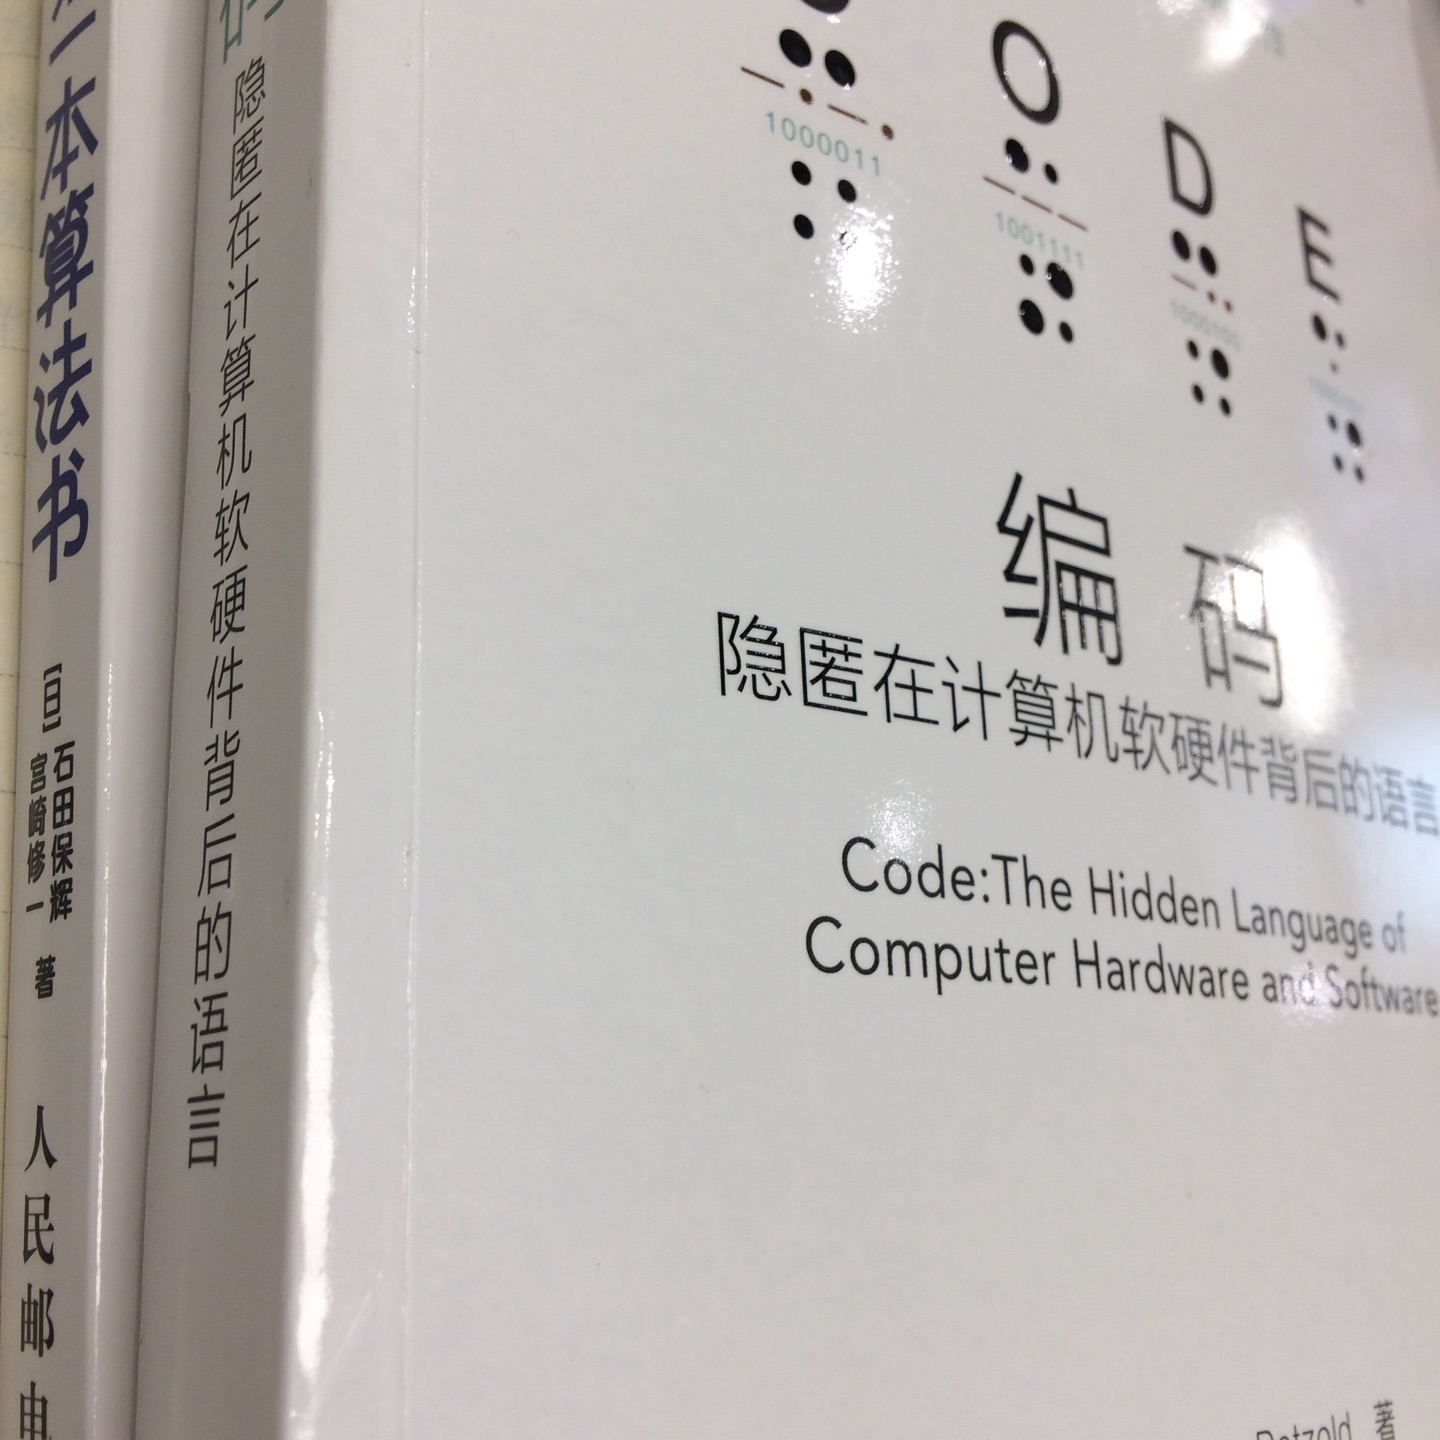 一本算法书
[日] 石田保辉
宫崎修一 著
人民邮电
码
隐匿在计算机软硬件背后的语言
O D E
1000011
1001111
1000100
编码
隐匿在计算机软硬件背后的语言
Code:The Hidden Language of
Computer Hardware and Software
著